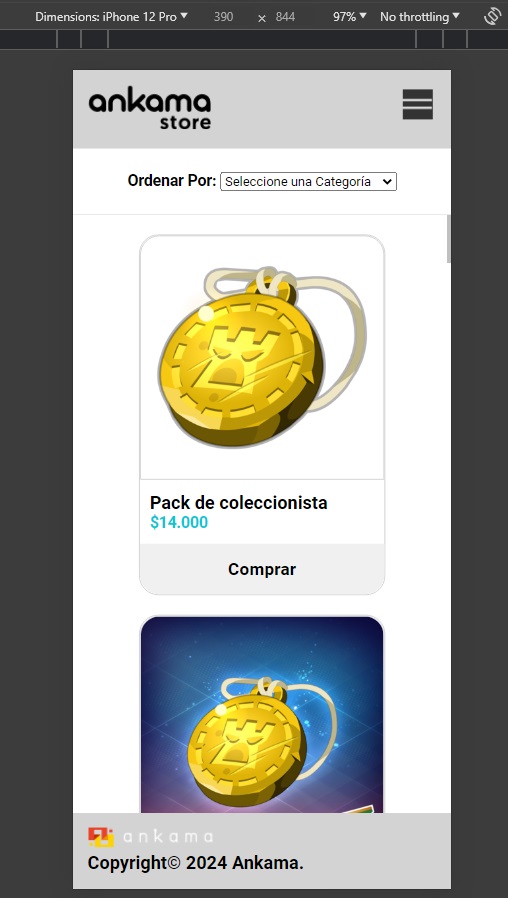 Dimensions: iPhone 12 Pro ▼ 390 × 844 97% ▼ No throttling ▼
ankama
store
Ordenar Por: Seleccione una Categoría
Pack de coleccionista
$14.000
Comprar
ankama
Copyright© 2024 Ankama.